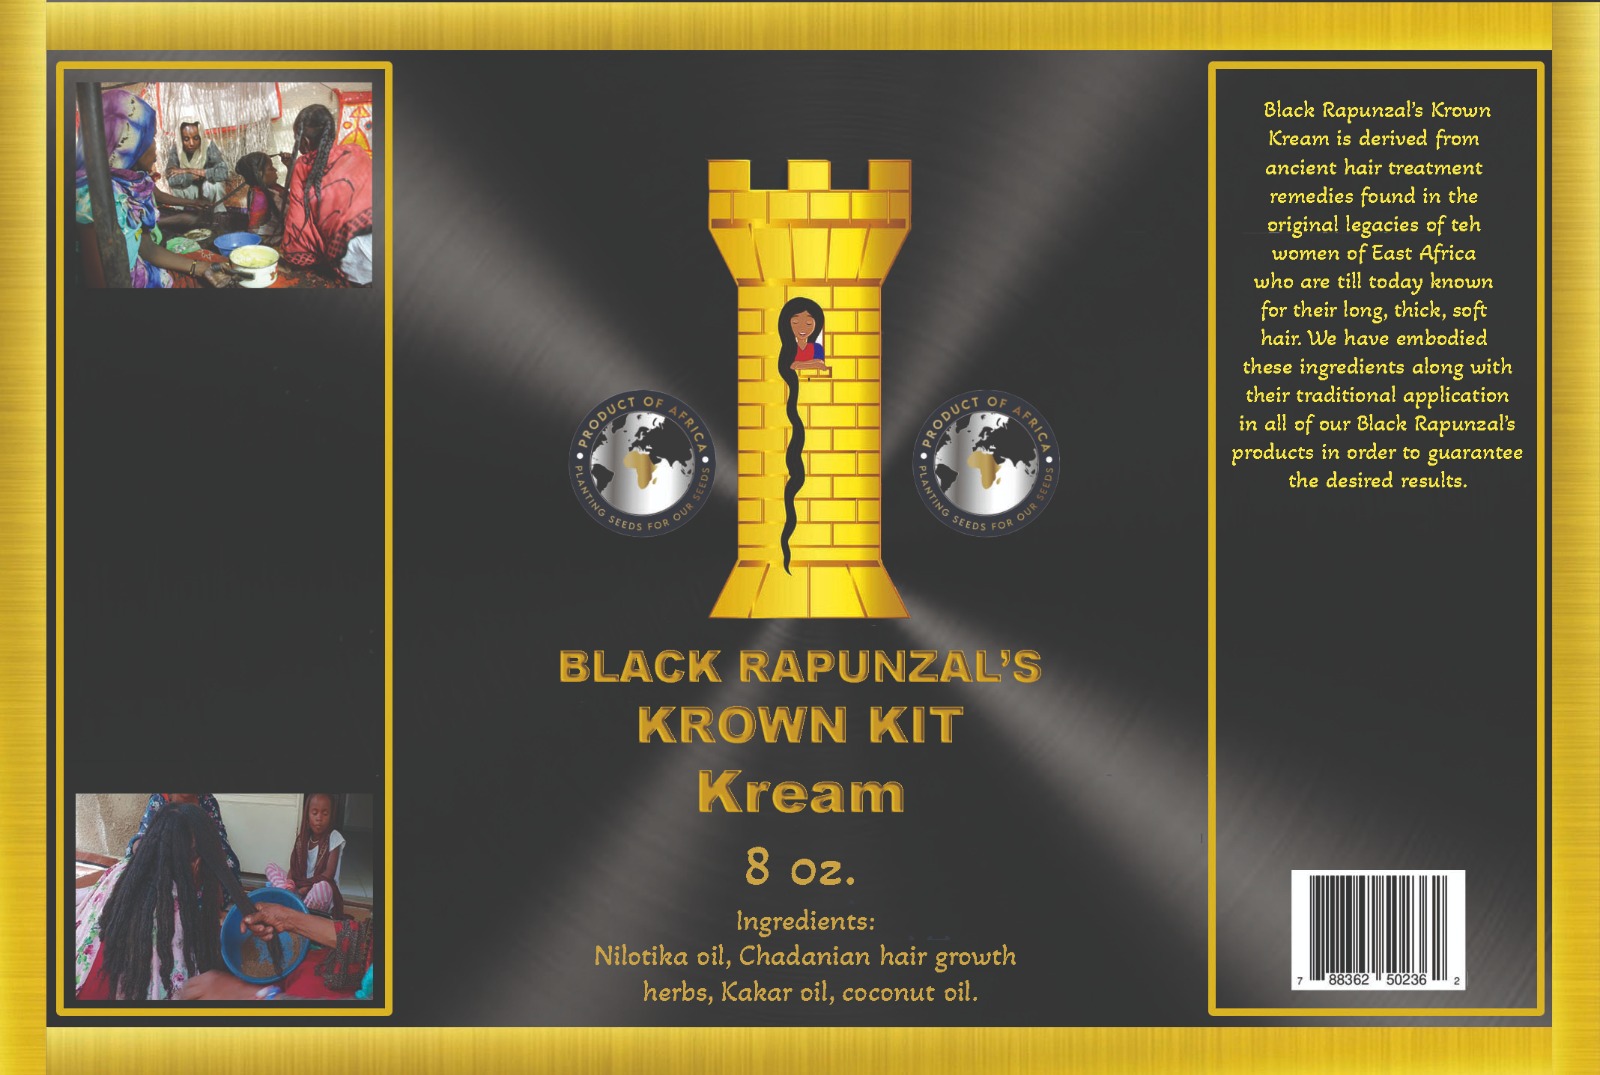 PRODUCT OF AFRICA
PLANTING SEEDS FOR OUR SEEDS
PRODUCT OF AFRICA
PLANTING SEEDS FOR OUR SEEDS
BLACK RAPUNZAL'S
KROWN KIT
Kream
8 oz.
Ingredients:
Nilotika oil, Chadanian hair growth
herbs, Kakar oil, coconut oil.
Black Rapunzal's Krown
Kream is derived from
ancient hair treatment
remedies found in the
original legacies of teh
women of East Africa
who are till today known
for their long, thick, soft
hair. We have embodied
these ingredients along with
their traditional application
in all of our Black Rapunzal's
products in order to guarantee
the desired results.
7 88362 50236 2